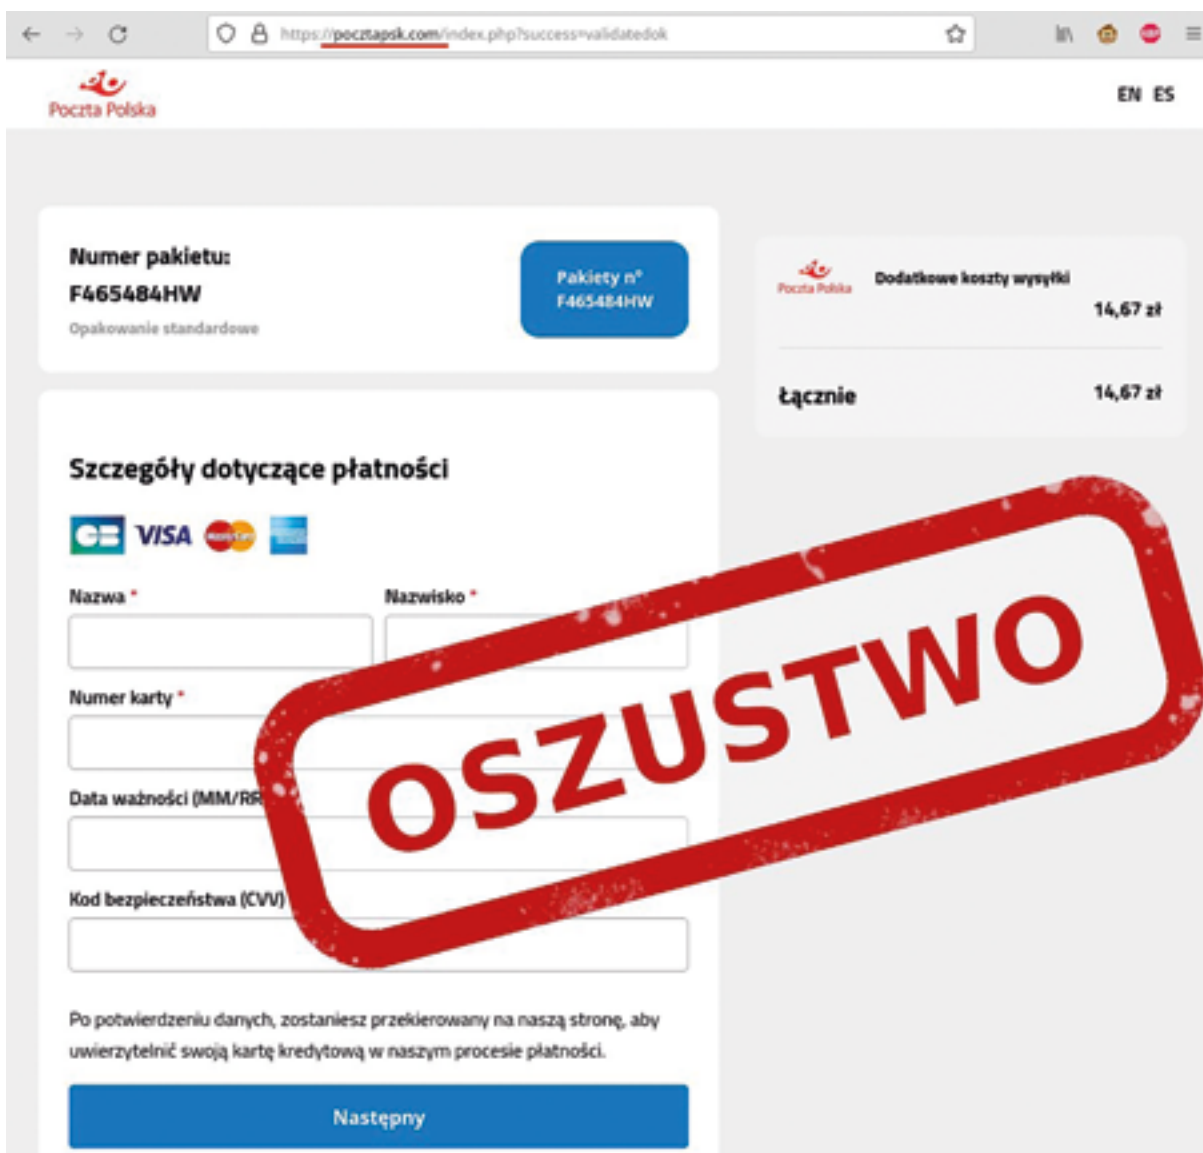 https://pocztapsk.com/index.php?success=validatedok
Poczta Polska
EN ES
Numer pakietu:
F465484HW
Opakowanie standardowe
Pakiety n°
F465484HW
Poczta Polska
Dodatkowe koszty wysyłki
14,67 zł
Łącznie
14,67 zł
Szczegóły dotyczące płatności
CB VISA MasterCard
Nazwa *
Nazwisko *
Numer karty *
Data ważności (MM/RR
Kod bezpieczeństwa (CVV)
OSZUSTWO
Po potwierdzeniu danych, zostaniesz przekierowany na naszą stronę, aby
uwierzytelnić swoją kartę kredytową w naszym procesie płatności.
Następny